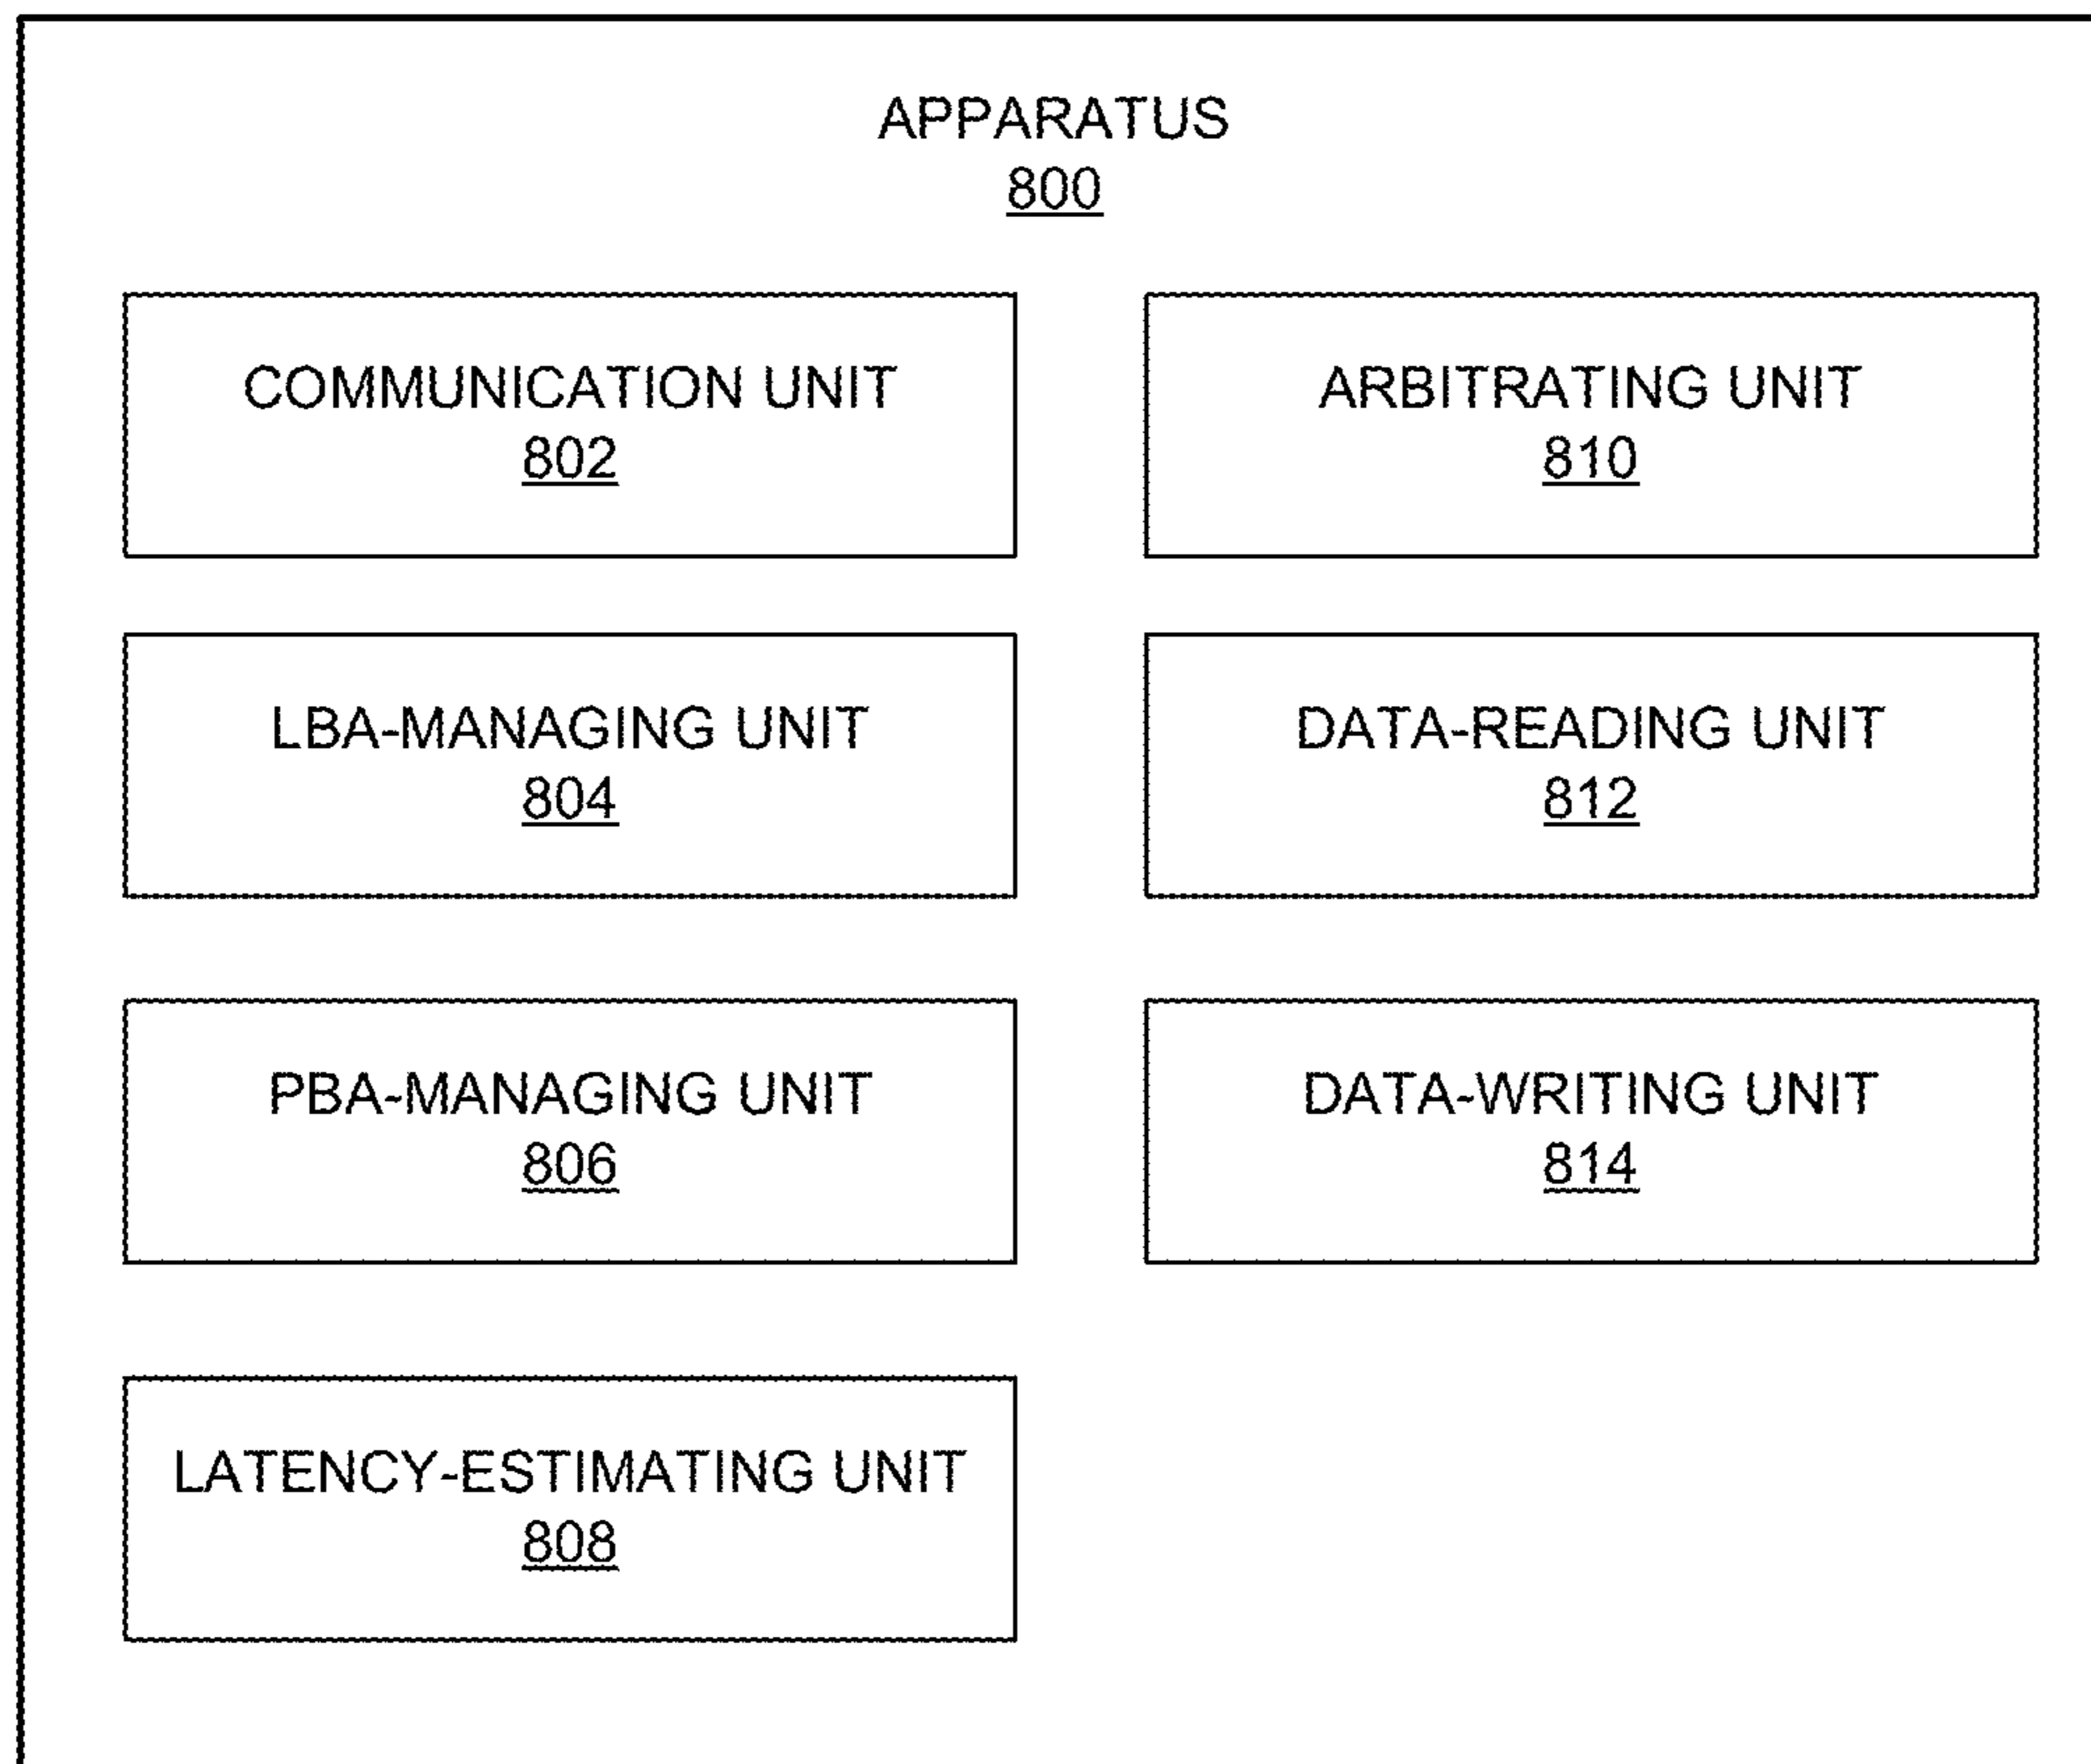 APPARATUS
800
COMMUNICATION UNIT
802
ARBITRATING UNIT
810
LBA-MANAGING UNIT
804
DATA-READING UNIT
812
PBA-MANAGING UNIT
806
DATA-WRITING UNIT
814
LATENCY-ESTIMATING UNIT
808